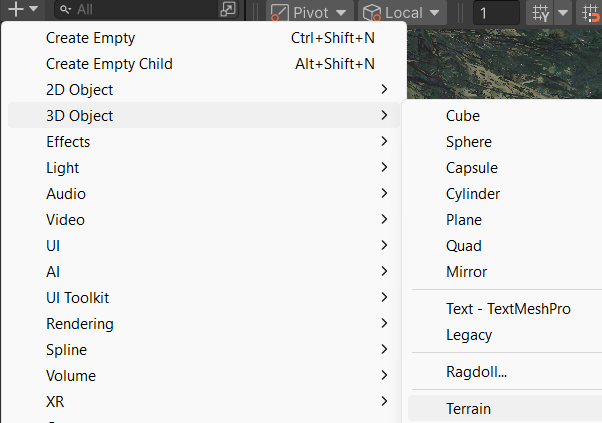 All
Pivot
Local
1
Create Empty Ctrl+Shift+N
Create Empty Child Alt+Shift+N
2D Object
3D Object
Effects
Light
Audio
Video
UI
AI
UI Toolkit
Rendering
Spline
Volume
XR
Cube
Sphere
Capsule
Cylinder
Plane
Quad
Mirror
Text - TextMeshPro
Legacy
Ragdoll...
Terrain